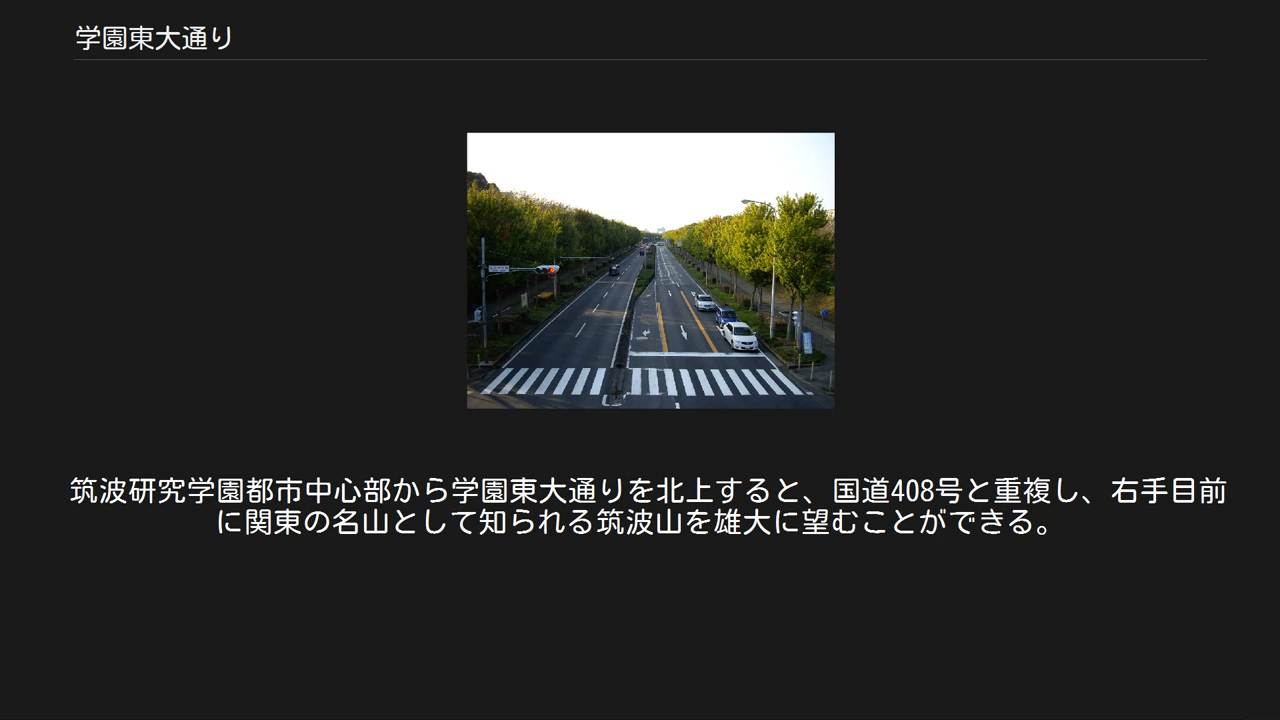 学園東大通り
筑波研究学園都市中心部から学園東大通りを北上すると、国道408号と重複し、右手目前
に関東の名山として知られる筑波山を雄大に望むことができる。